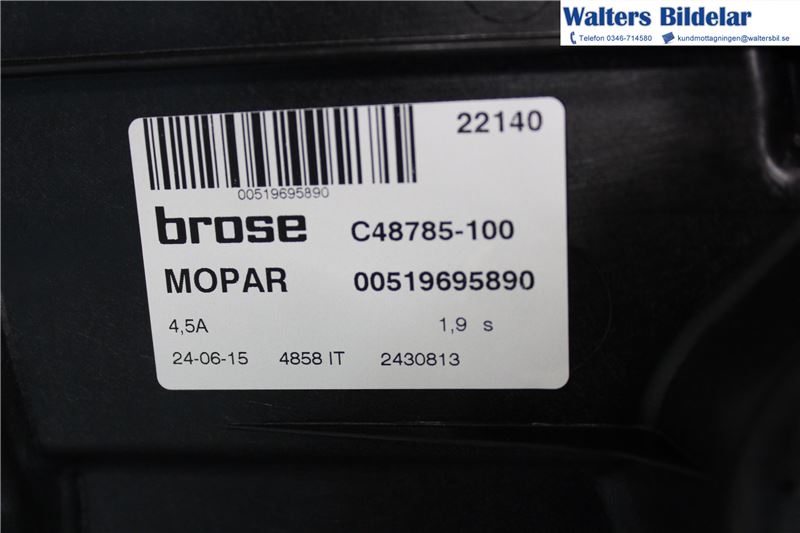 Walters Bildelar
Telefon 0346-714580 kundmottagningen@waltersbil.se
22140
00519695890
brose C48785-100
MOPAR 00519695890
4,5A 1,9 s
24-06-15 4858 IT 2430813